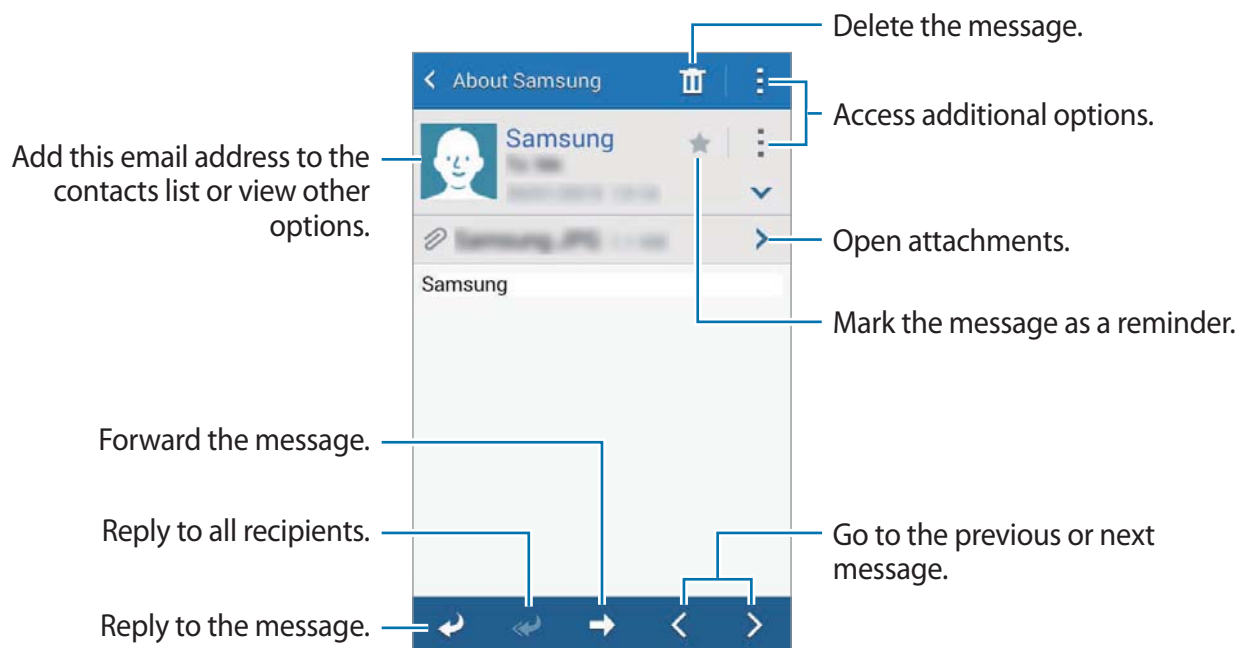 Delete the message.
About Samsung
Access additional options.
Samsung
Add this email address to the
contacts list or view other
options.
Open attachments.
Samsung
Mark the message as a reminder.
Forward the message.
Reply to all recipients.
Go to the previous or next
message.
Reply to the message.